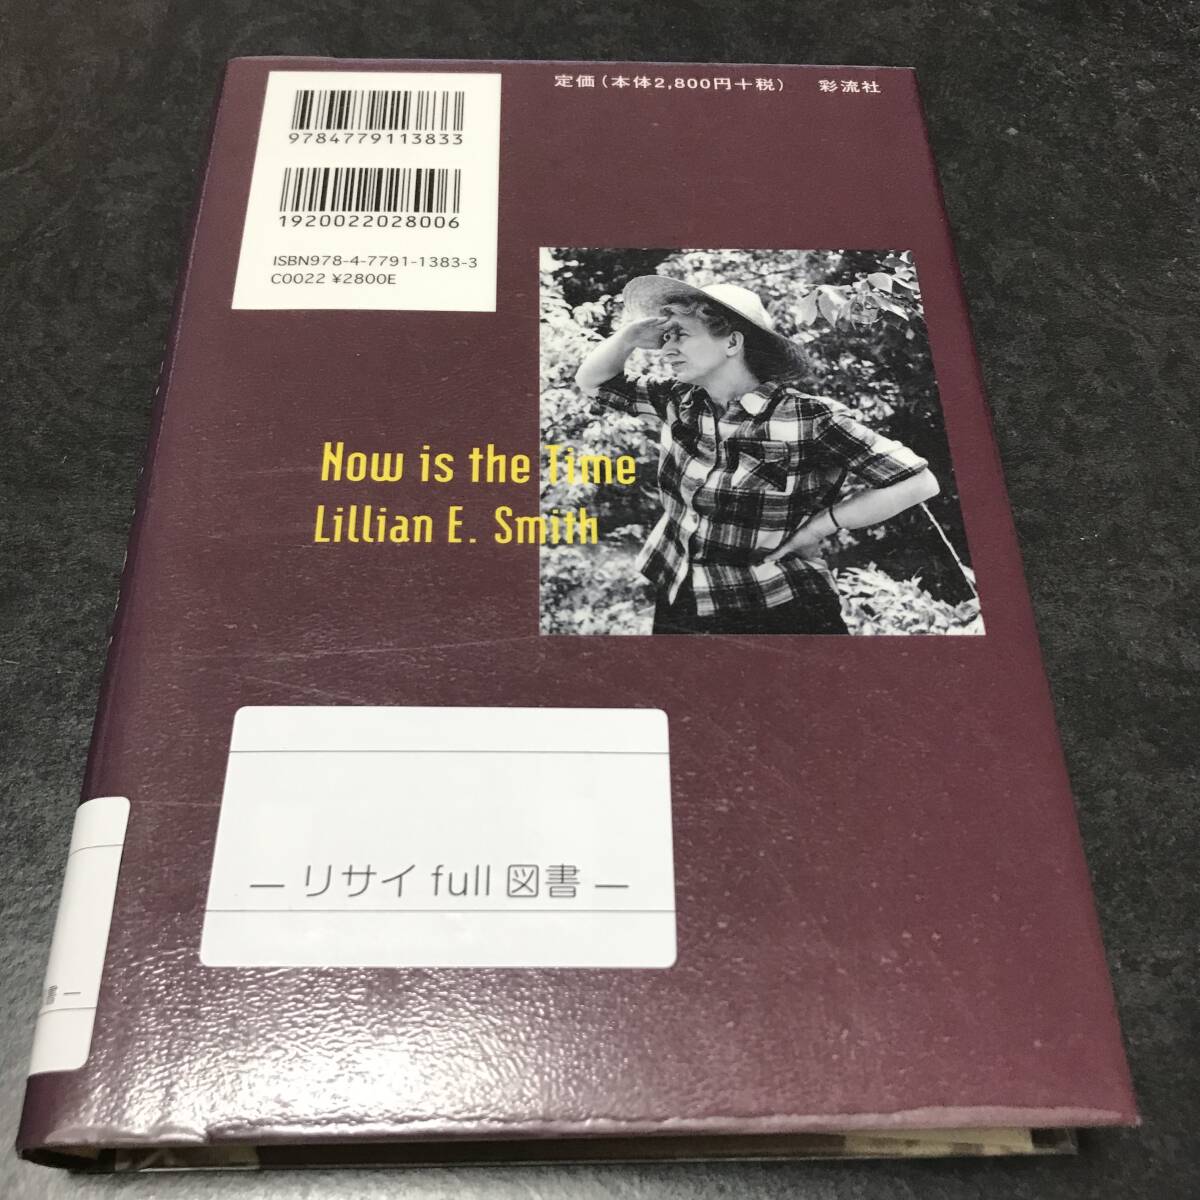 定価(本体2,800円+税) 彩流社
9784779113833
1920022028006
ISBN978-4-7791-1383-3
C0022 ¥2800E
Now is the Time
Lillian E. Smith
— リサイ full 図書 —
書 —